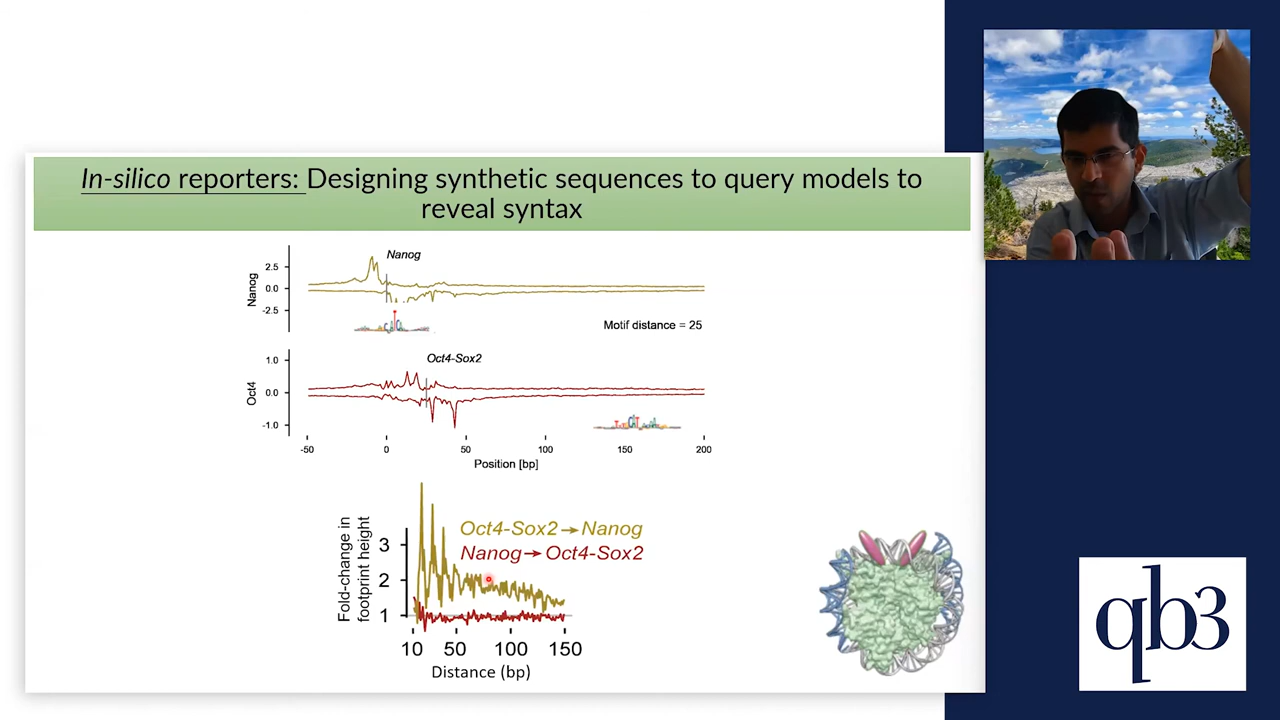 In-silico reporters: Designing synthetic sequences to query models to
reveal syntax
Nanog
2.5
0.0
-2.5
Nanog
Motif distance = 25
Oct4-Sox2
1.0
0.0
-1.0
Oct4
-50 0 50 100 150 200
Position [bp]
Fold-change in
footprint height
Oct4-Sox2→Nanog
Nanog→Oct4-Sox2
3
2
1
10 50 100 150
Distance (bp)
qb3